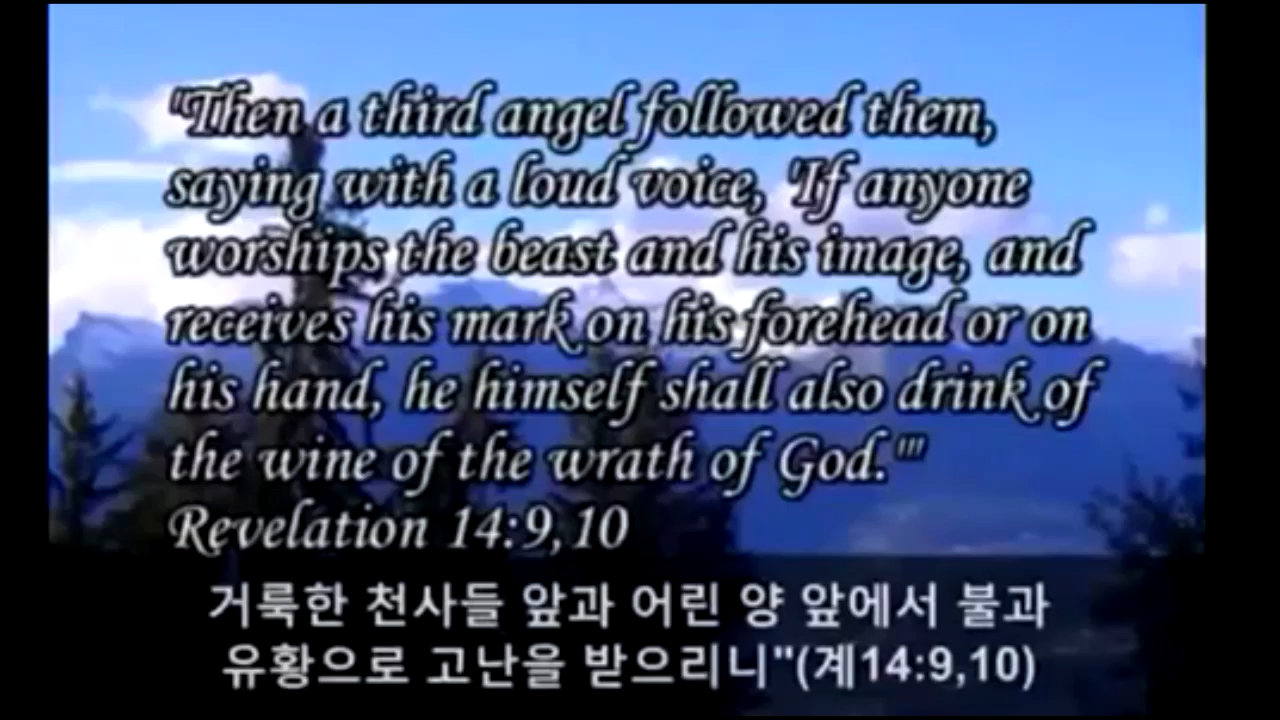 "Then a third angel followed them,
saying with a loud voice, 'If anyone
worships the beast and his image, and
receives his mark on his forehead or on
his hand, he himself shall also drink of
the wine of the wrath of God.'"
Revelation 14:9,10
거룩한 천사들 앞과 어린 양 앞에서 불과
유황으로 고난을 받으리니"(계14:9,10)